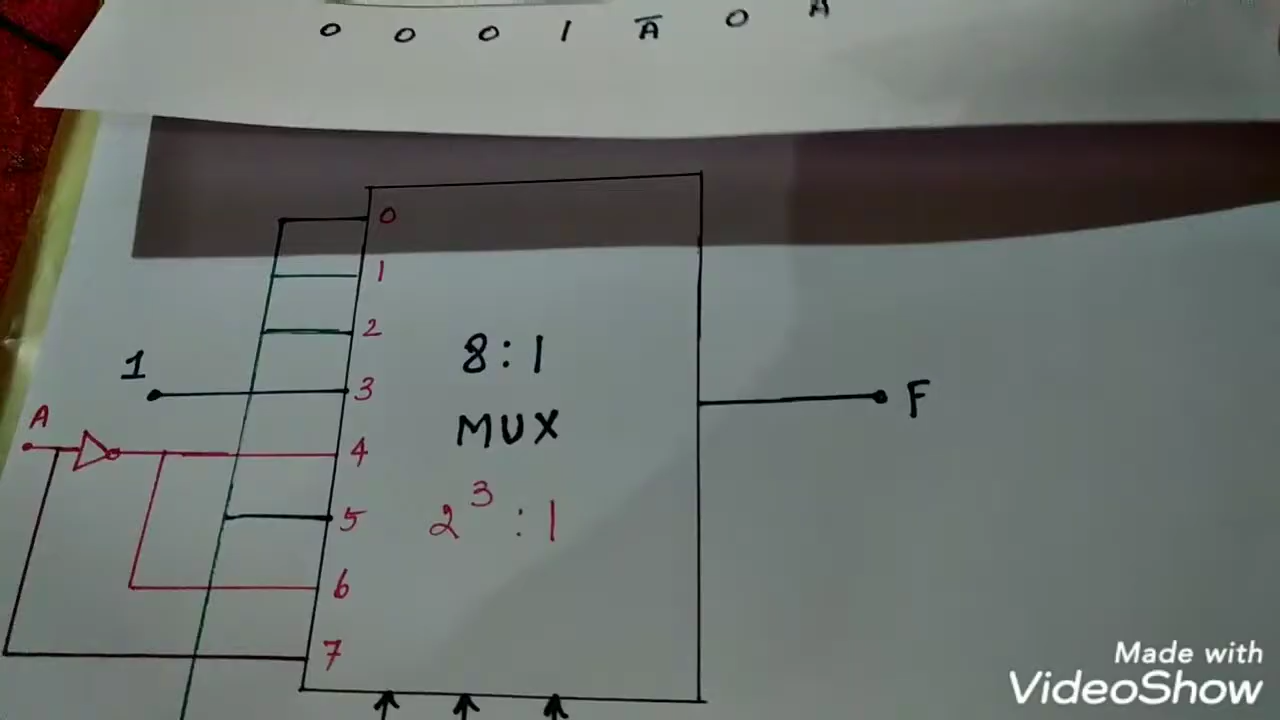 0 0 0 1 A̅ 0 A
0
1
2
1
3
A
4
5
6
7
8:1
MUX
2³ : 1
F
Made with
VideoShow